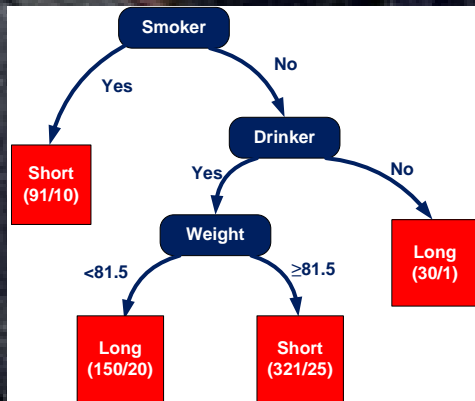 Smoker
Yes
No
Drinker
Short
(91/10)
Yes
No
Weight
Long
(30/1)
<81.5
≥81.5
Long
(150/20)
Short
(321/25)